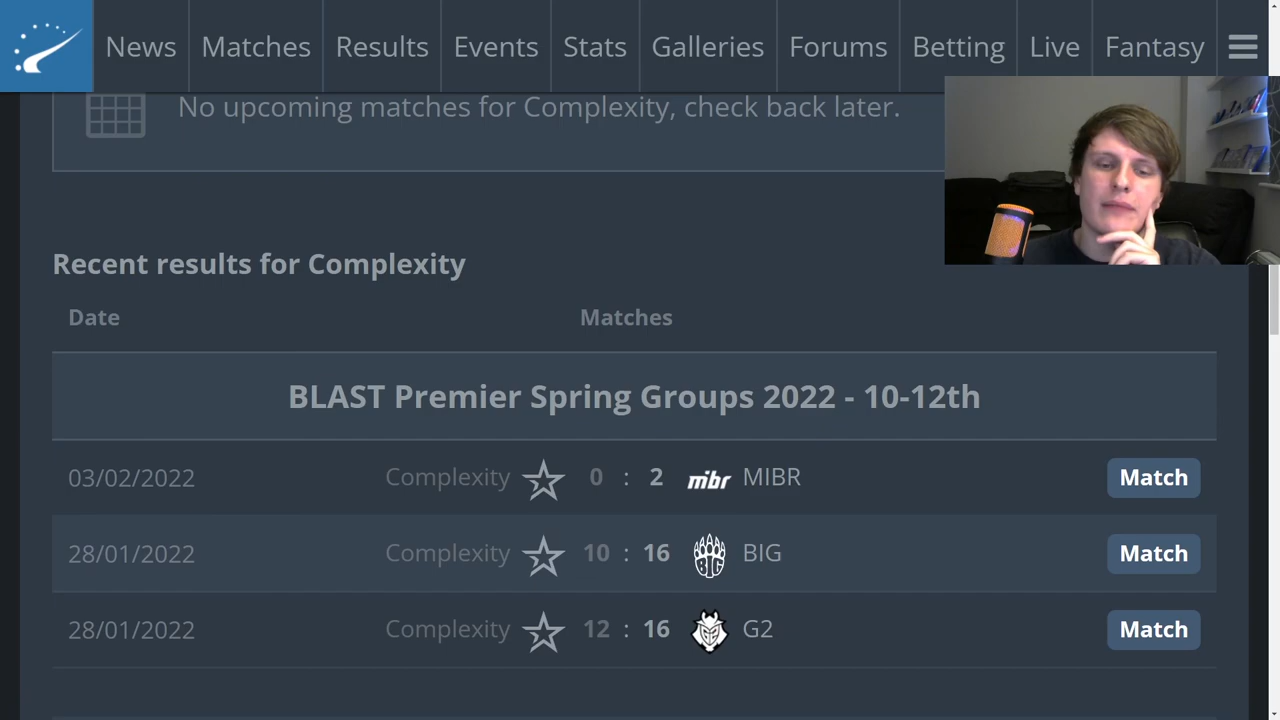 News Matches Results Events Stats Galleries Forums Betting Live Fantasy
No upcoming matches for Complexity, check back later.
Recent results for Complexity
Date Matches
BLAST Premier Spring Groups 2022 - 10-12th
03/02/2022 Complexity 0 : 2 mibr MIBR Match
28/01/2022 Complexity 10 : 16 BIG BIG Match
28/01/2022 Complexity 12 : 16 G2 Match